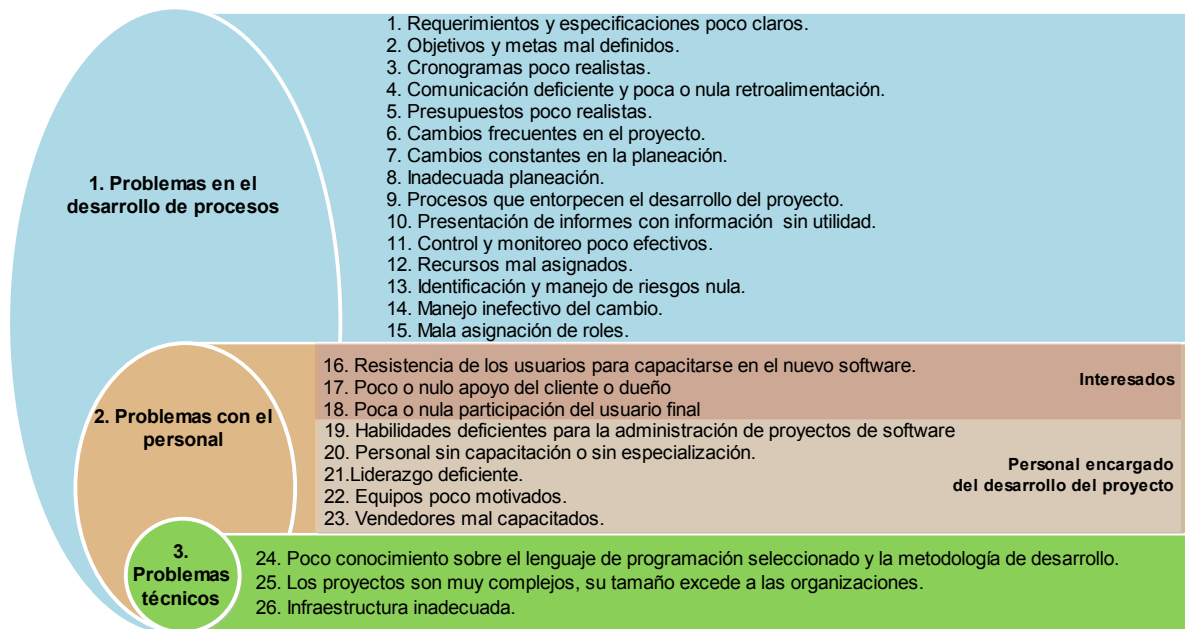 1. Problemas en el
desarrollo de procesos
1. Requerimientos y especificaciones poco claros.
2. Objetivos y metas mal definidos.
3. Cronogramas poco realistas.
4. Comunicación deficiente y poca o nula retroalimentación.
5. Presupuestos poco realistas.
6. Cambios frecuentes en el proyecto.
7. Cambios constantes en la planeación.
8. Inadecuada planeación.
9. Procesos que entorpecen el desarrollo del proyecto.
10. Presentación de informes con información sin utilidad.
11. Control y monitoreo poco efectivos.
12. Recursos mal asignados.
13. Identificación y manejo de riesgos nula.
14. Manejo inefectivo del cambio.
15. Mala asignación de roles.
2. Problemas con el
personal
16. Resistencia de los usuarios para capacitarse en el nuevo software.
17. Poco o nulo apoyo del cliente o dueño
18. Poca o nula participación del usuario final
Interesados
19. Habilidades deficientes para la administración de proyectos de software
20. Personal sin capacitación o sin especialización.
21.Liderazgo deficiente.
22. Equipos poco motivados.
23. Vendedores mal capacitados.
Personal encargado
del desarrollo del proyecto
3.
Problemas
técnicos
24. Poco conocimiento sobre el lenguaje de programación seleccionado y la metodología de desarrollo.
25. Los proyectos son muy complejos, su tamaño excede a las organizaciones.
26. Infraestructura inadecuada.